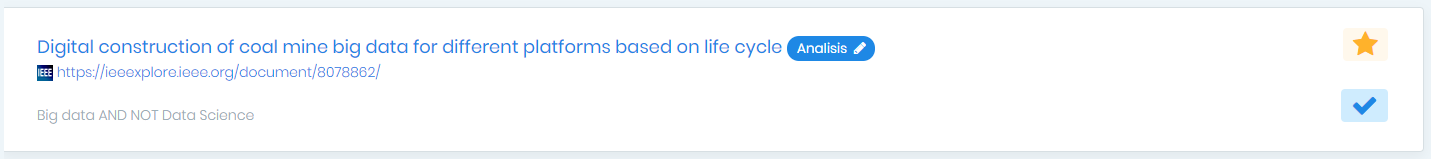 Digital construction of coal mine big data for different platforms based on life cycle Analisis
IEEE https://ieeexplore.ieee.org/document/8078862/
Big data AND NOT Data Science